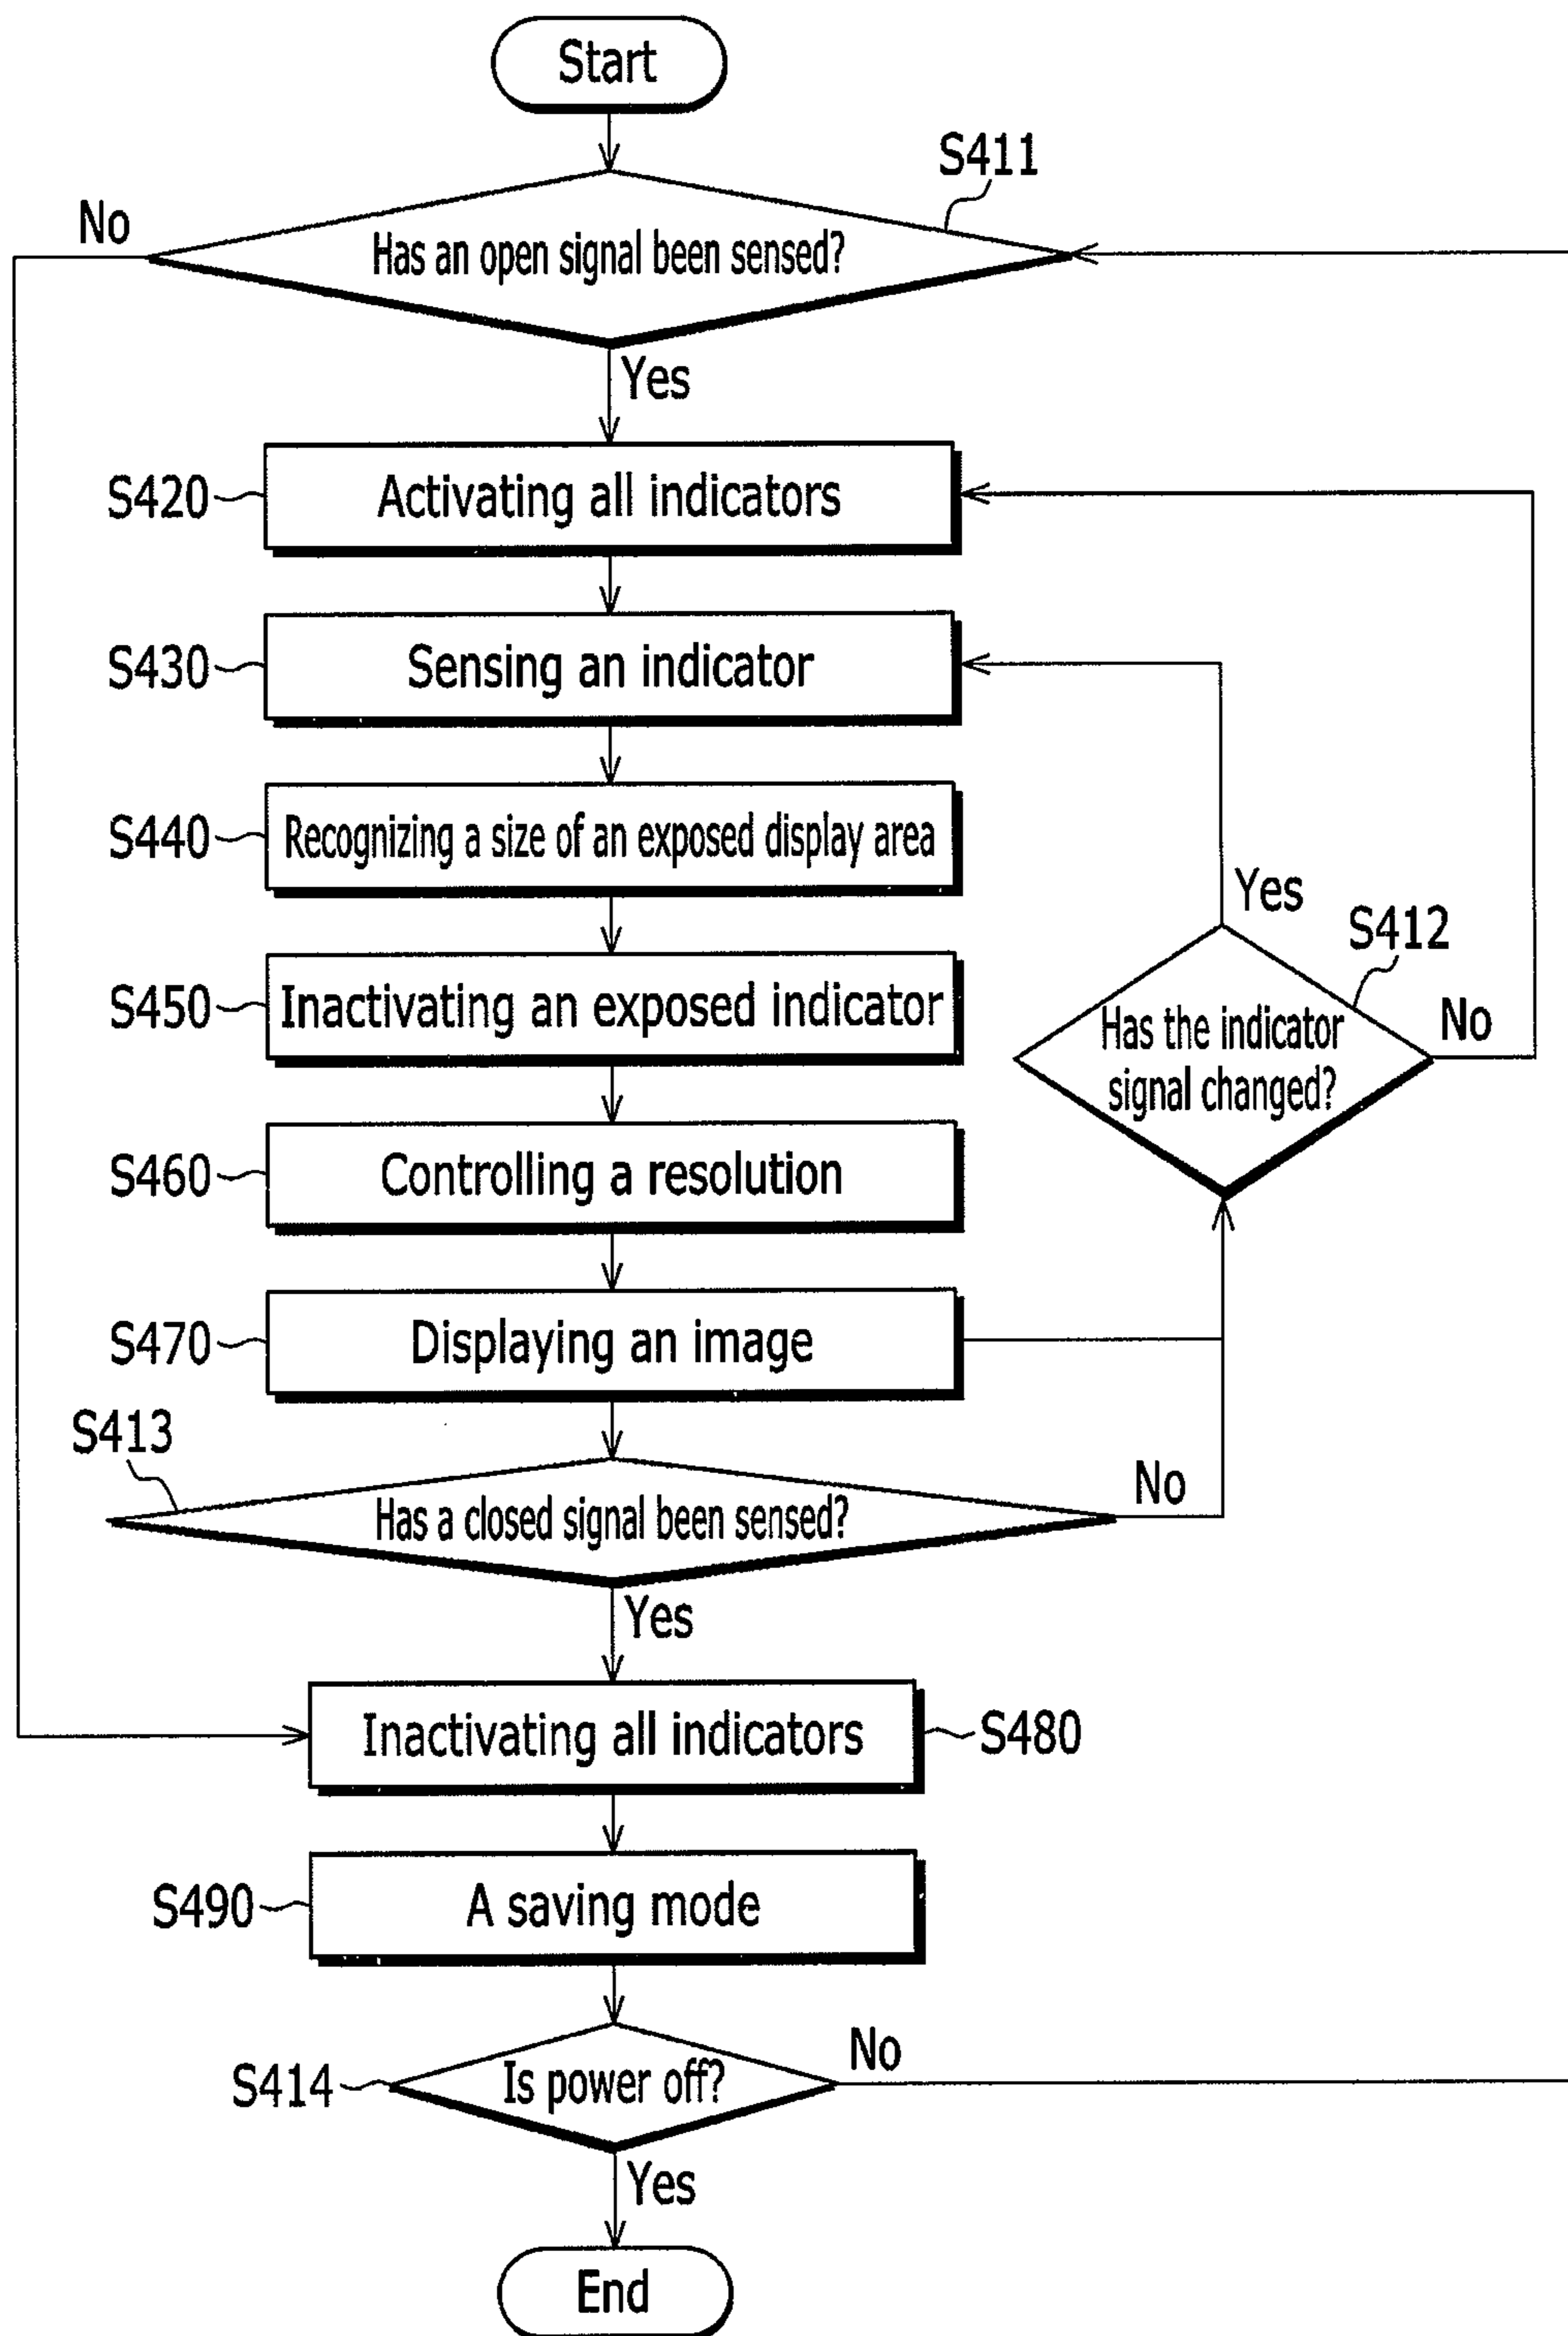 Start
S411
No
Has an open signal been sensed?
Yes
S420
Activating all indicators
S430
Sensing an indicator
S440
Recognizing a size of an exposed display area
Yes
S412
S450
Inactivating an exposed indicator
Has the indicator
signal changed?
No
S460
Controlling a resolution
S470
Displaying an image
S413
Has a closed signal been sensed?
No
Yes
Inactivating all indicators
S480
S490
A saving mode
S414
Is power off?
No
Yes
End